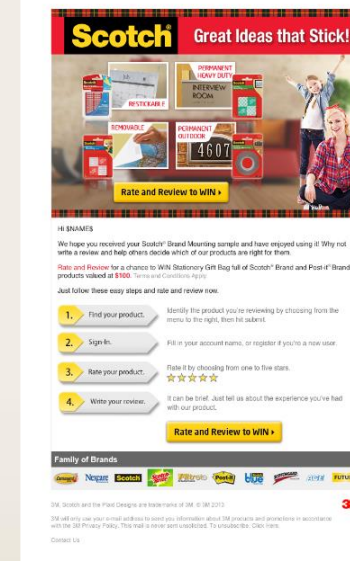 Scotch
Great Ideas that Stick!
PERMANENT
HEAVY DUTY
INTERVIEW
ROOM
RESTICKABLE
REMOVABLE
PERMANENT
OUTDOOR
4607
Rate and Review to WIN
Hi $NAME$
We hope you received your Scotch® Brand Mounting sample and have enjoyed using it! Why not
write a review and help others decide which of our products are right for them.
Rate and Review for a chance to WIN Stationery Gift Bag full of Scotch® Brand and Post-it® Brand
products valued at $100. Terms and Conditions Apply.
Just follow these easy steps and rate and review now.
1. Find your product.
Identify the product you're reviewing by choosing from the
menu to the right, then hit submit.
2. Sign-In.
Fill in your account name, or register if you're a new user.
3. Rate your product.
Rate it by choosing from one to five stars.
4. Write your review.
It can be brief. Just tell us about the experience you've had
with our product.
Rate and Review to WIN
Family of Brands
Nexcare
Scotch
Scotch
Brite
Filtrete
Post-it
blue
FUTU
3M, Scotch and the Plaid Designs are trademarks of 3M. © 3M 2013
3M will only use your e-mail address to send you information about 3M products and promotions in accordance
with the 3M Privacy Policy. This mail is never sent unsolicited. To unsubscribe. Click Here.
Contact Us